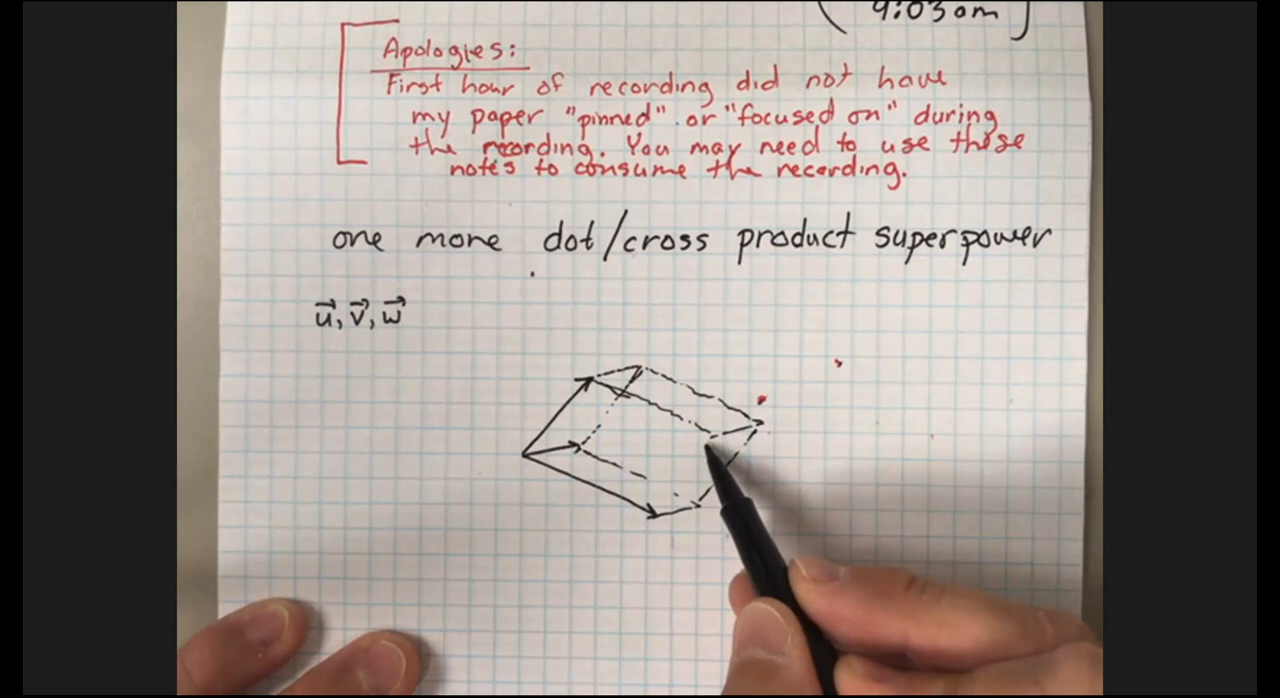 9:03am
Apologies:
First hour of recording did not have
my paper "pinned" or "focused on" during
the recording. You may need to use these
notes to consume the recording.
one more dot/cross product superpower
u⃗, v⃗, w⃗